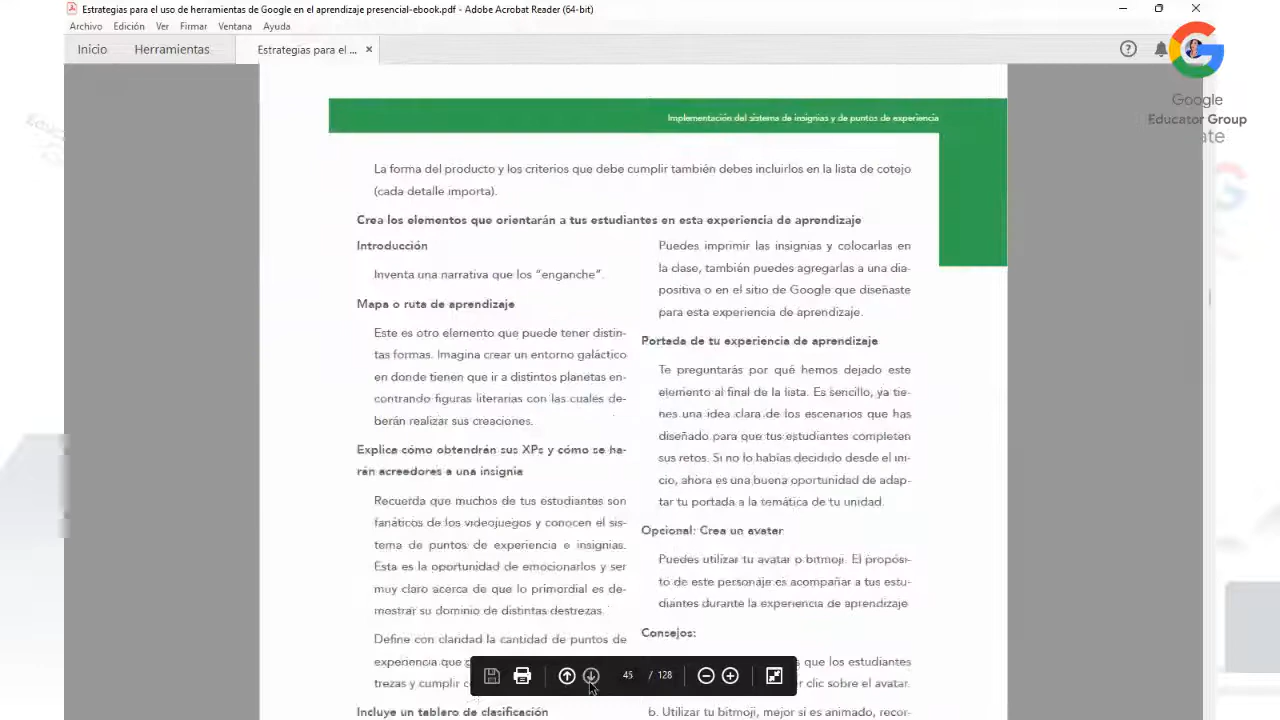 Estrategias para el uso de herramientas de Google en el aprendizaje presencial-ebook.pdf - Adobe Acrobat Reader (64-bit)
Archivo Edición Ver Firmar Ventana Ayuda
Inicio Herramientas Estrategias para el ... ×
Google
Educator Group
ate
Implementación del sistema de insignias y de puntos de experiencia
La forma del producto y los criterios que debe cumplir también debes incluirlos en la lista de cotejo
(cada detalle importa).
Crea los elementos que orientarán a tus estudiantes en esta experiencia de aprendizaje
Introducción
Inventa una narrativa que los “enganche”.
Mapa o ruta de aprendizaje
Este es otro elemento que puede tener distin-
tas formas. Imagina crear un entorno galáctico
en donde tienen que ir a distintos planetas en-
contrando figuras literarias con las cuales de-
berán realizar sus creaciones.
Explica cómo obtendrán sus XPs y cómo se ha-
rán acreedores a una insignia
Recuerda que muchos de tus estudiantes son
fanáticos de los videojuegos y conocen el sis-
tema de puntos de experiencia e insignias.
Esta es la oportunidad de emocionarlos y ser
muy claro acerca de que lo primordial es de-
mostrar su dominio de distintas destrezas.
Define con claridad la cantidad de puntos de
experiencia que
trezas y cumplir
Incluye un tablero de clasificación
Puedes imprimir las insignias y colocarlas en
la clase, también puedes agregarlas a una dia-
positiva o en el sitio de Google que diseñaste
para esta experiencia de aprendizaje.
Portada de tu experiencia de aprendizaje
Te preguntarás por qué hemos dejado este
elemento al final de la lista. Es sencillo, ya tie-
nes una idea clara de los escenarios que has
diseñado para que tus estudiantes completen
sus retos. Si no lo habías decidido desde el ini-
cio, ahora es una buena oportunidad de adap-
tar tu portada a la temática de tu unidad.
Opcional: Crea un avatar
Puedes utilizar tu avatar o bitmoji. El propósi-
to de este personaje es acompañar a tus estu-
diantes durante la experiencia de aprendizaje
Consejos:
que los estudiantes
clic sobre el avatar.
b. Utilizar tu bitmoji, mejor si es animado, recor-
45 / 128